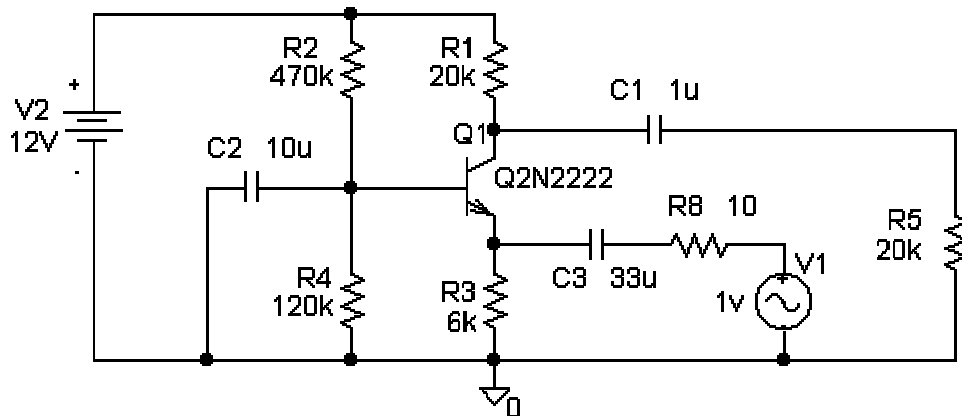 R2
470k
R1
20k
C1 1u
+
V2
12V
-
C2 10u
Q1
Q2N2222
R8 10
R5
20k
R4
120k
R3
6k
C3 33u
V1
1v
+
-
0